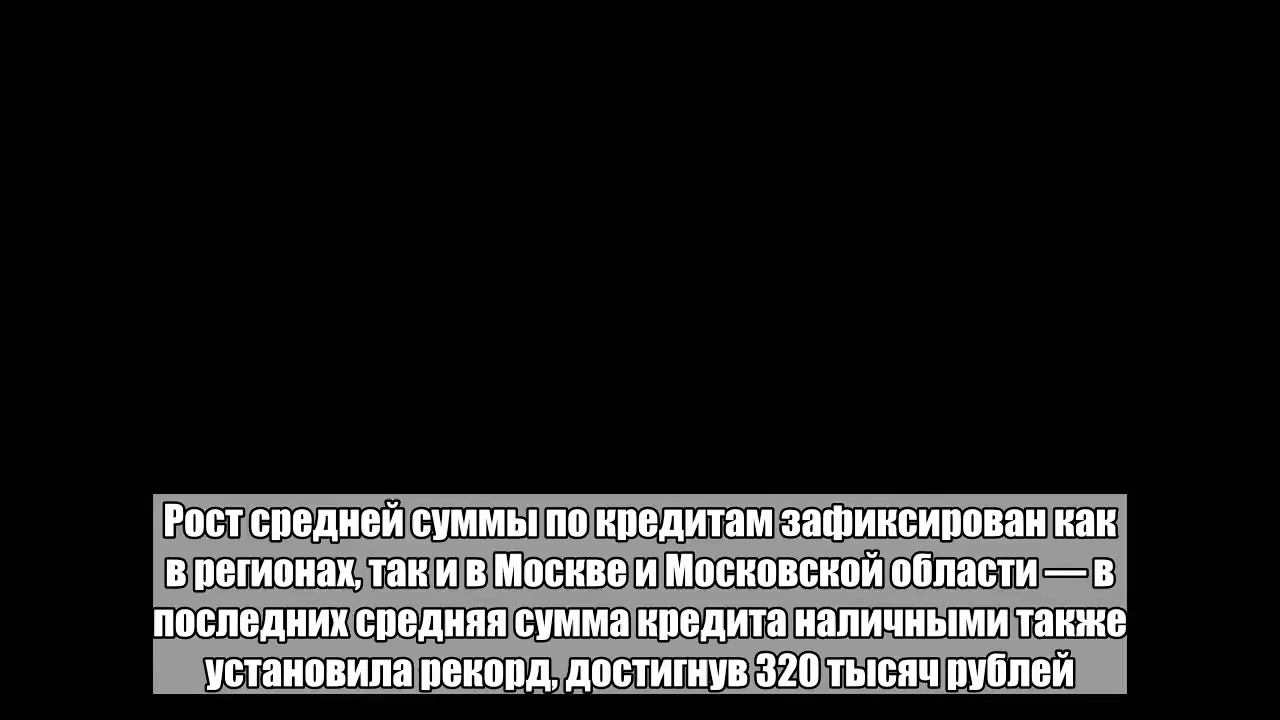 Рост средней суммы по кредитам зафиксирован как
в регионах, так и в Москве и Московской области — в
последних средняя сумма кредита наличными также
установила рекорд, достигнув 320 тысяч рублей